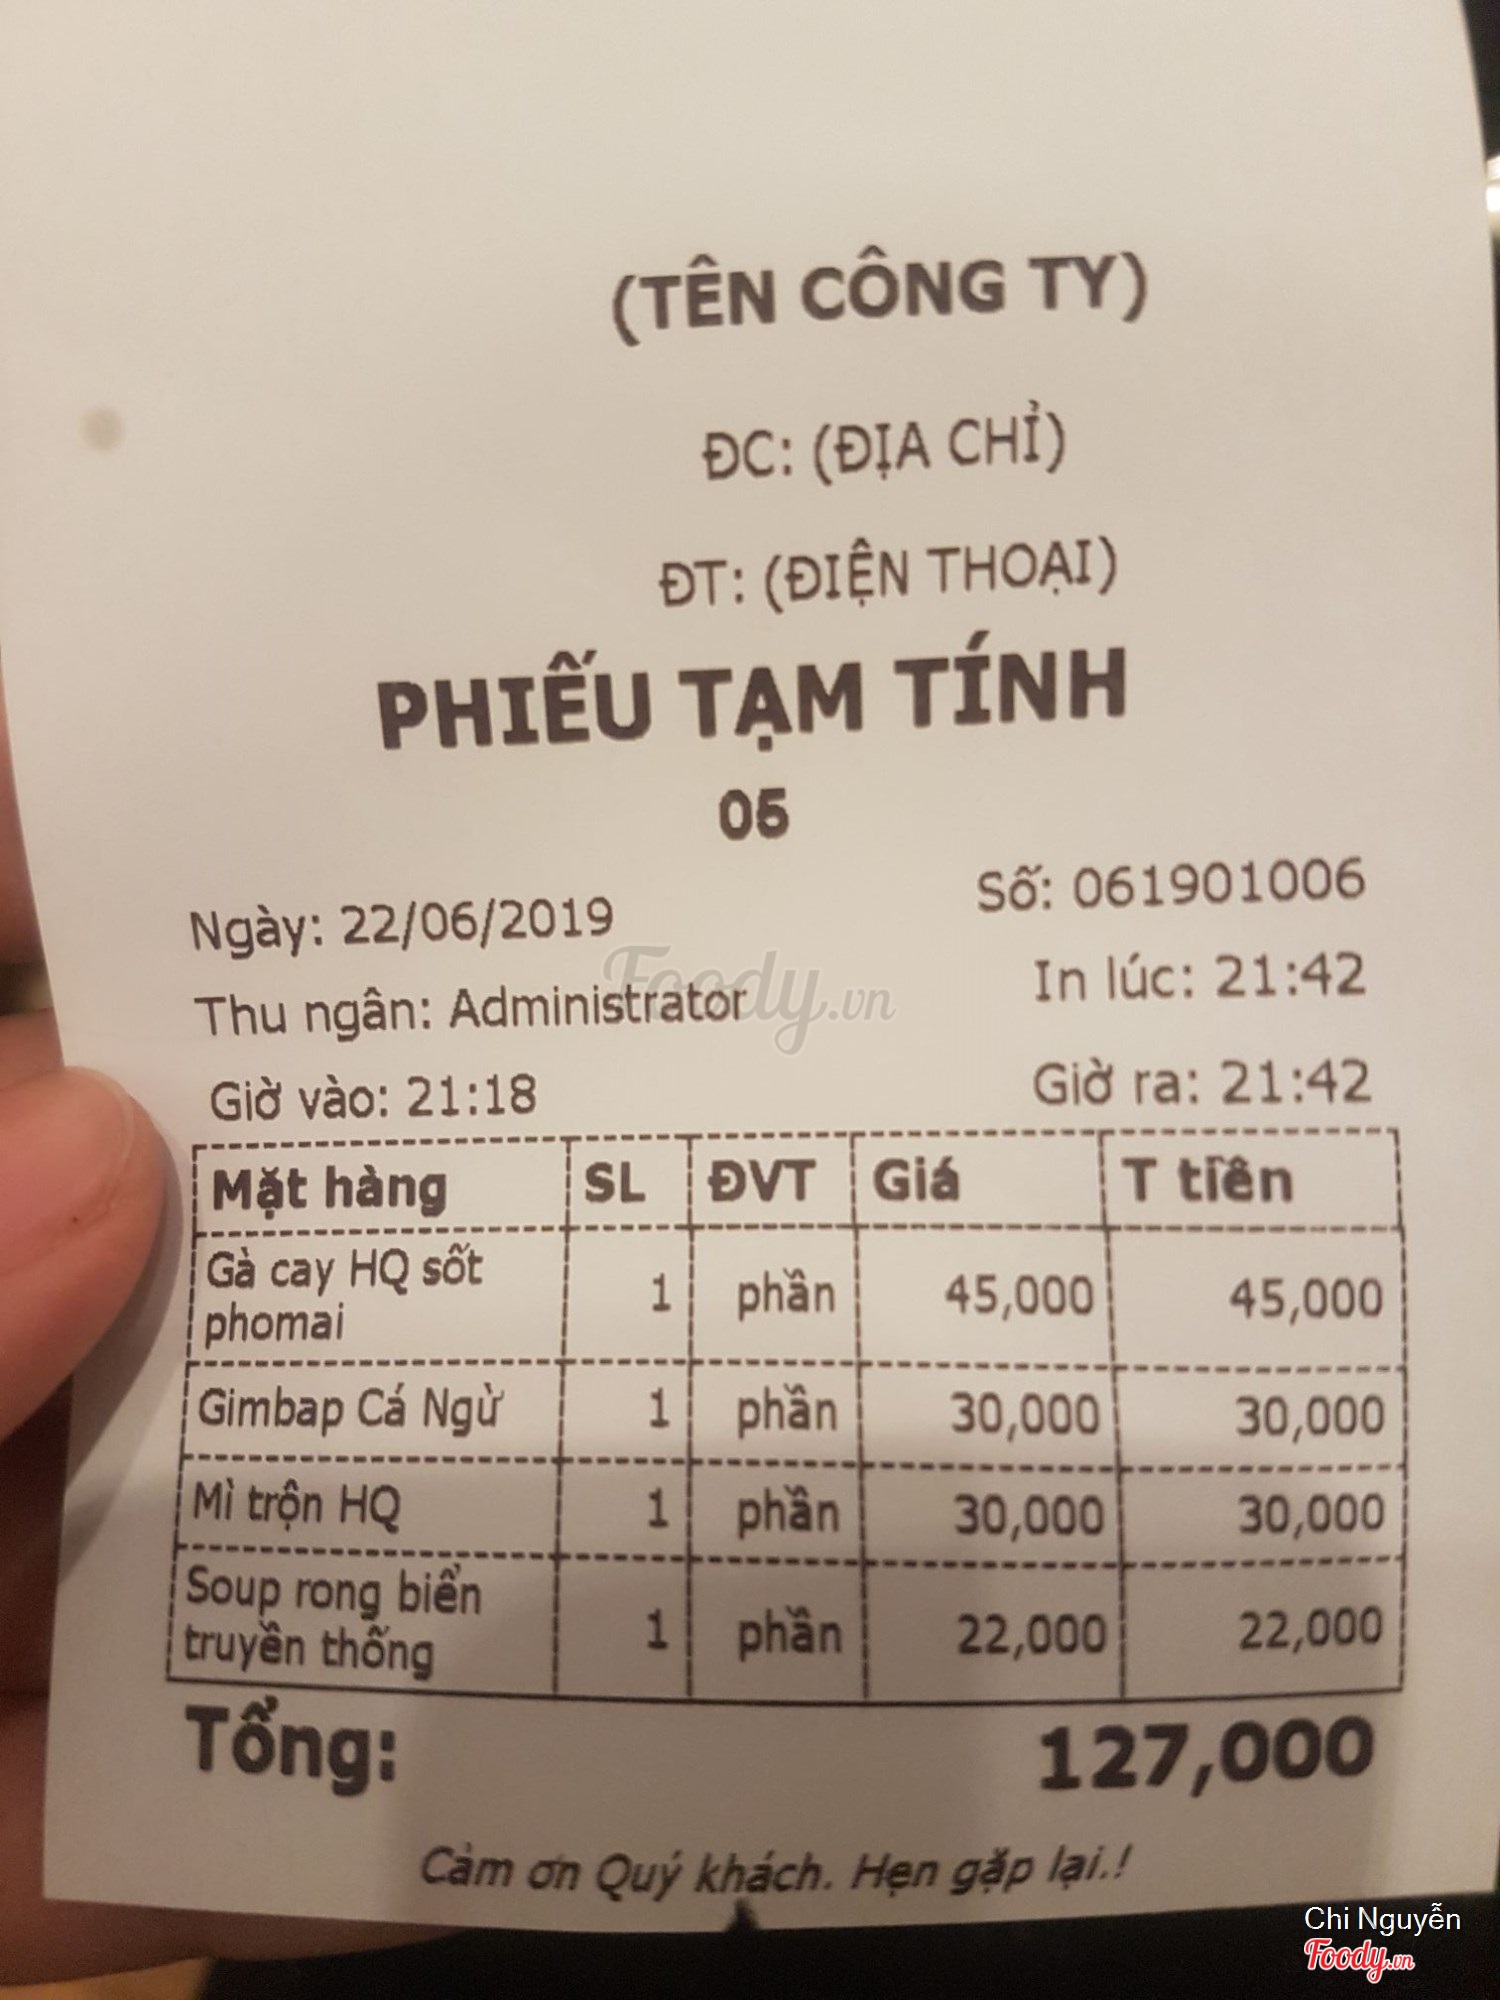 (TÊN CÔNG TY)
ĐC: (ĐỊA CHỈ)
ĐT: (ĐIỆN THOẠI)
PHIẾU TẠM TÍNH
05
Ngày: 22/06/2019 Số: 061901006
Thu ngân: Administrator In lúc: 21:42
Foody.vn
Giờ vào: 21:18 Giờ ra: 21:42
Mặt hàng SL ĐVT Giá T tiền
Gà cay HQ sốt
phomai 1 phần 45,000 45,000
Gimbap Cá Ngừ 1 phần 30,000 30,000
Mì trộn HQ 1 phần 30,000 30,000
Soup rong biển
truyền thống 1 phần 22,000 22,000
Tổng: 127,000
Cảm ơn Quý khách. Hẹn gặp lại.!
Chi Nguyễn
Foody.vn